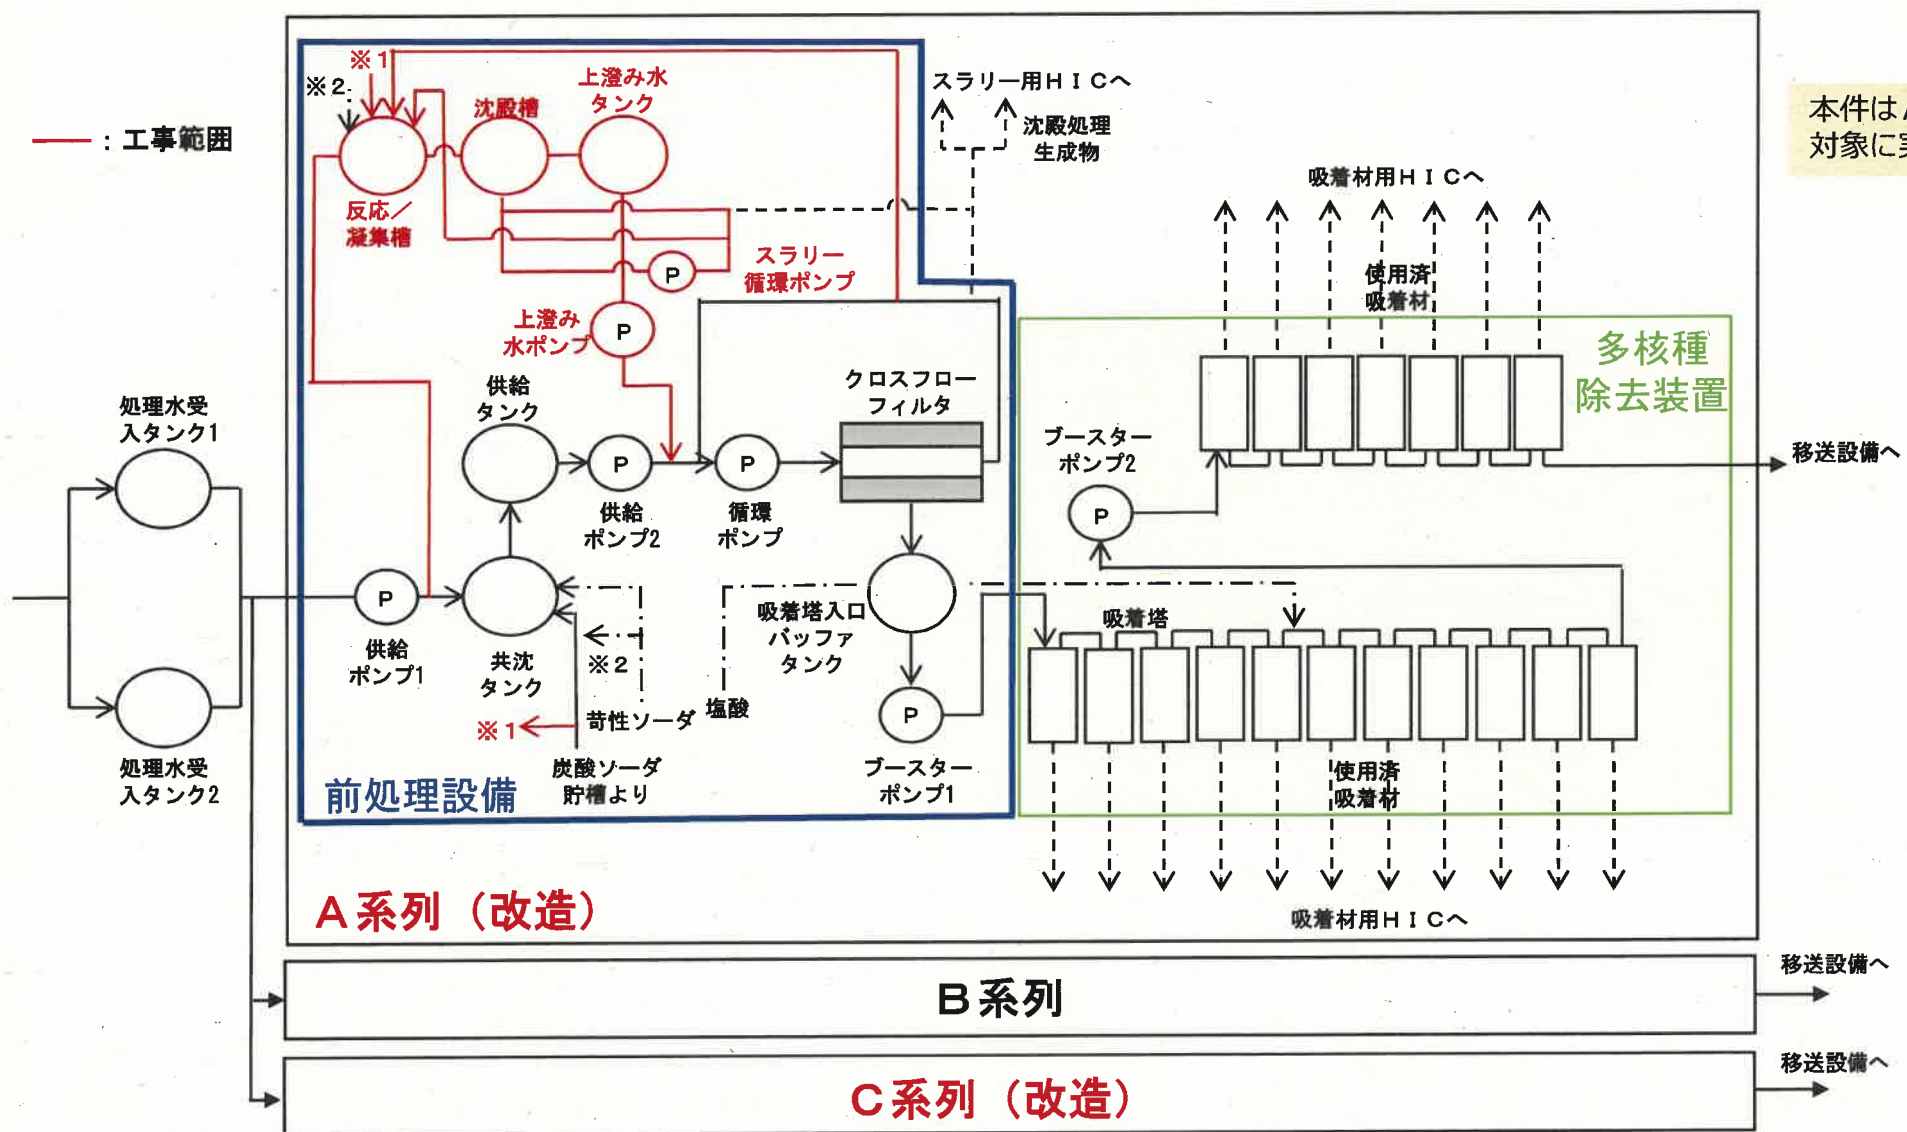 ※1
※2
上澄み水
タンク
沈殿槽
スラリー用HICへ
沈殿処理
生成物
本件は
対象に
：工事範囲
吸着材用HICへ
反応／
凝集槽
P
スラリー
循環ポンプ
使用済
吸着材
上澄み
水ポンプ
P
多核種
除去装置
供給
タンク
クロスフロー
フィルタ
処理水受
入タンク1
ブースター
ポンプ2
移送設備へ
P
P
供給
ポンプ2
循環
ポンプ
P
P
供給
ポンプ1
共沈
タンク
※2
吸着塔入口
バッファ
タンク
吸着塔
※1
苛性ソーダ
塩酸
P
処理水受
入タンク2
炭酸ソーダ
貯槽より
ブースター
ポンプ1
使用済
吸着材
前処理設備
A系列（改造）
吸着材用HICへ
B系列
移送設備へ
C系列（改造）
移送設備へ